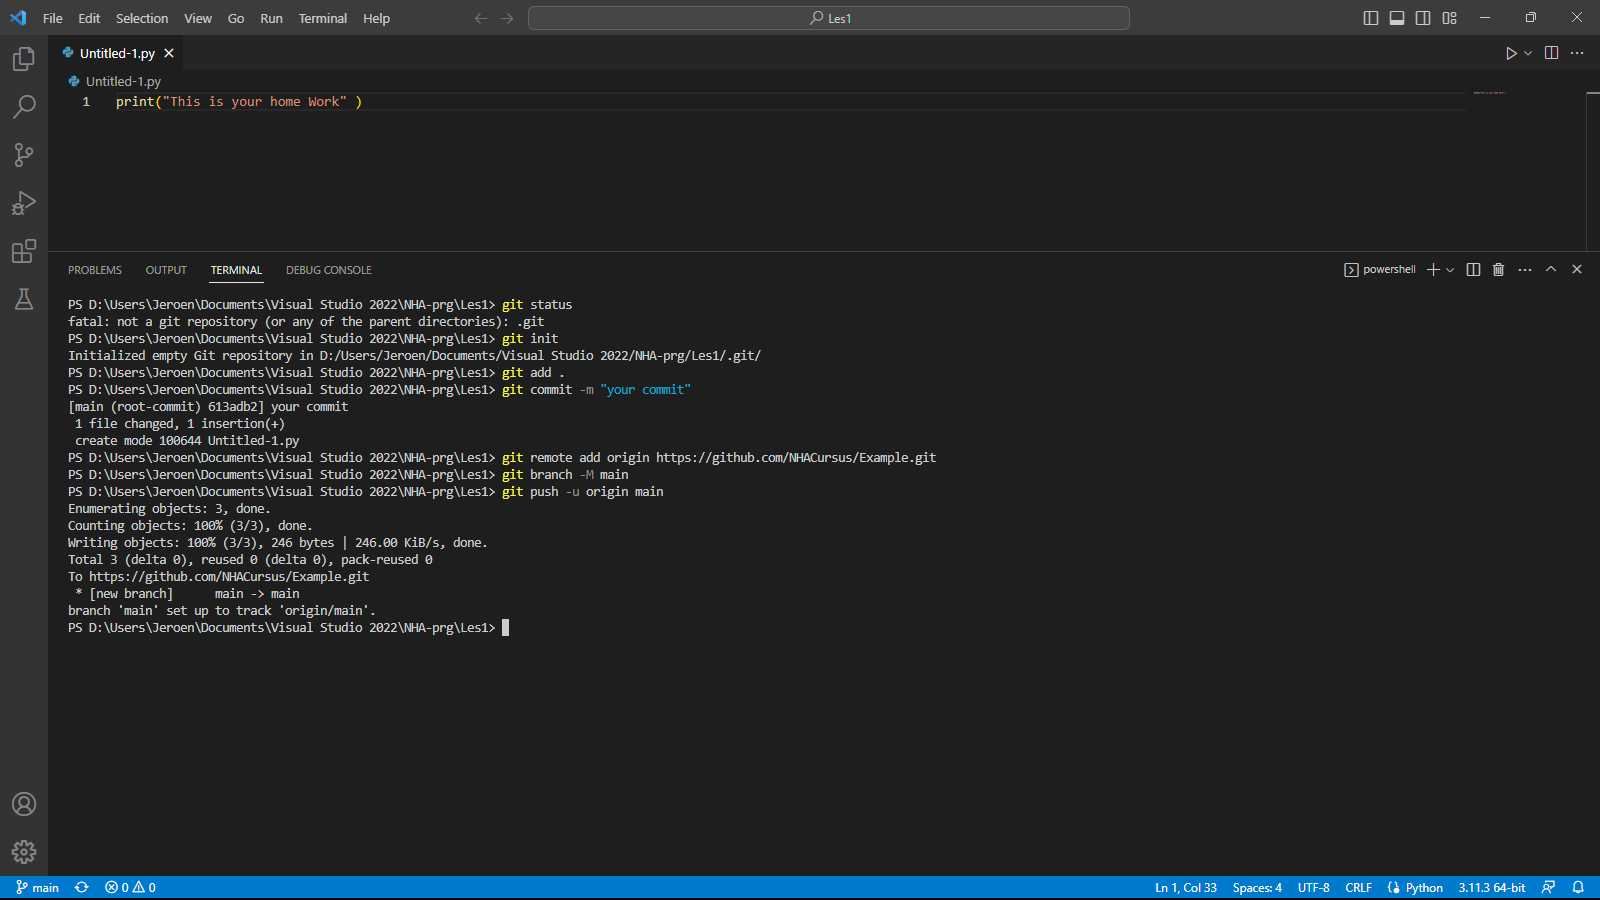 File Edit Selection View Go Run Terminal Help Les1
Untitled-1.py
Untitled-1.py
1 print("This is your home Work" )
PROBLEMS OUTPUT TERMINAL DEBUG CONSOLE powershell
PS D:\Users\Jeroen\Documents\Visual Studio 2022\NHA-prg\Les1> git status
fatal: not a git repository (or any of the parent directories): .git
PS D:\Users\Jeroen\Documents\Visual Studio 2022\NHA-prg\Les1> git init
Initialized empty Git repository in D:/Users/Jeroen/Documents/Visual Studio 2022/NHA-prg/Les1/.git/
PS D:\Users\Jeroen\Documents\Visual Studio 2022\NHA-prg\Les1> git add .
PS D:\Users\Jeroen\Documents\Visual Studio 2022\NHA-prg\Les1> git commit -m "your commit"
[main (root-commit) 613adb2] your commit
 1 file changed, 1 insertion(+)
 create mode 100644 Untitled-1.py
PS D:\Users\Jeroen\Documents\Visual Studio 2022\NHA-prg\Les1> git remote add origin https://github.com/NHACursus/Example.git
PS D:\Users\Jeroen\Documents\Visual Studio 2022\NHA-prg\Les1> git branch -M main
PS D:\Users\Jeroen\Documents\Visual Studio 2022\NHA-prg\Les1> git push -u origin main
Enumerating objects: 3, done.
Counting objects: 100% (3/3), done.
Writing objects: 100% (3/3), 246 bytes | 246.00 KiB/s, done.
Total 3 (delta 0), reused 0 (delta 0), pack-reused 0
To https://github.com/NHACursus/Example.git
 * [new branch]      main -> main
branch 'main' set up to track 'origin/main'.
PS D:\Users\Jeroen\Documents\Visual Studio 2022\NHA-prg\Les1>
main 0 0 Ln 1, Col 33 Spaces: 4 UTF-8 CRLF Python 3.11.3 64-bit